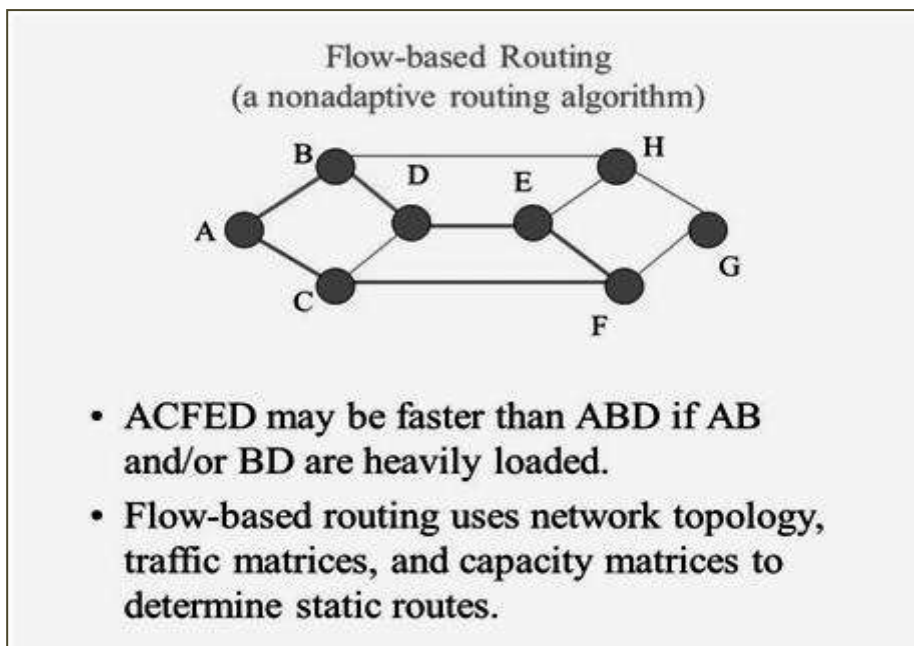 Flow-based Routing
(a nonadaptive routing algorithm)
B
H
D
E
A
G
C
F
• ACFED may be faster than ABD if AB
and/or BD are heavily loaded.
• Flow-based routing uses network topology,
traffic matrices, and capacity matrices to
determine static routes.